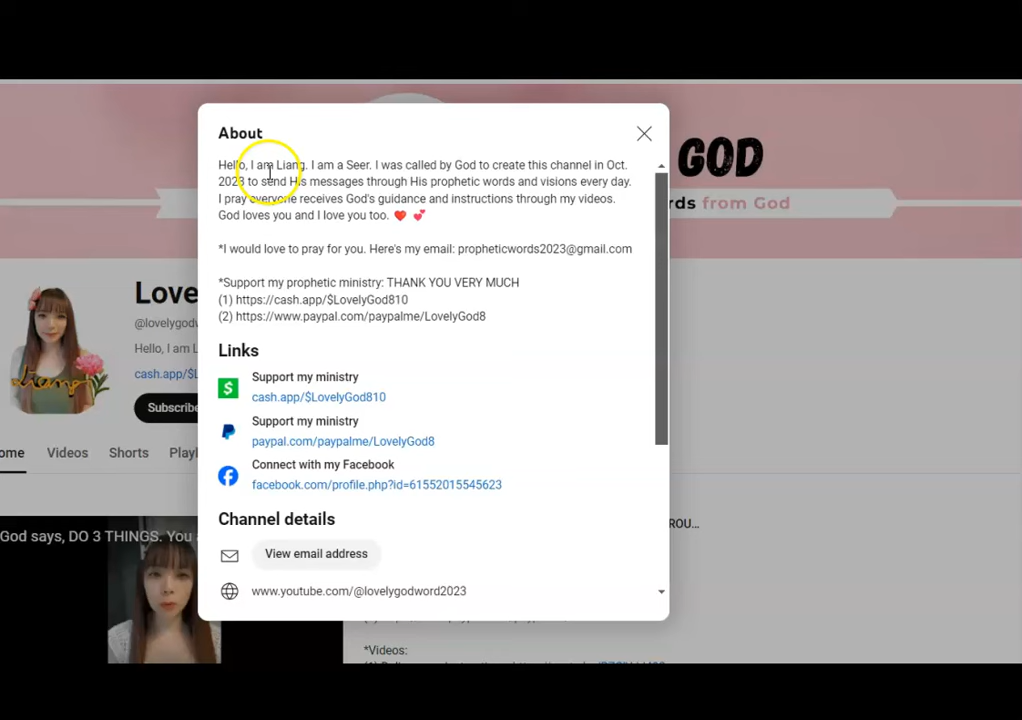 GOD
rds from God
About
Hello, I am Liang. I am a Seer. I was called by God to create this channel in Oct.
2023 to send His messages through His prophetic words and visions every day.
I pray everyone receives God's guidance and instructions through my videos.
God loves you and I love you too. ❤️ 💕
*I would love to pray for you. Here's my email: propheticwords2023@gmail.com
*Support my prophetic ministry: THANK YOU VERY MUCH
(1) https://cash.app/$LovelyGod810
(2) https://www.paypal.com/paypalme/LovelyGod8
Links
Support my ministry
cash.app/$LovelyGod810
Support my ministry
paypal.com/paypalme/LovelyGod8
Connect with my Facebook
facebook.com/profile.php?id=61552015545623
Channel details
View email address
www.youtube.com/@lovelygodword2023
Love
@lovelygodw
Hello, I am L
cash.app/$L
Subscribe
ome Videos Shorts Playl
God says, DO 3 THINGS. You a
ROU...
*Videos:
liang